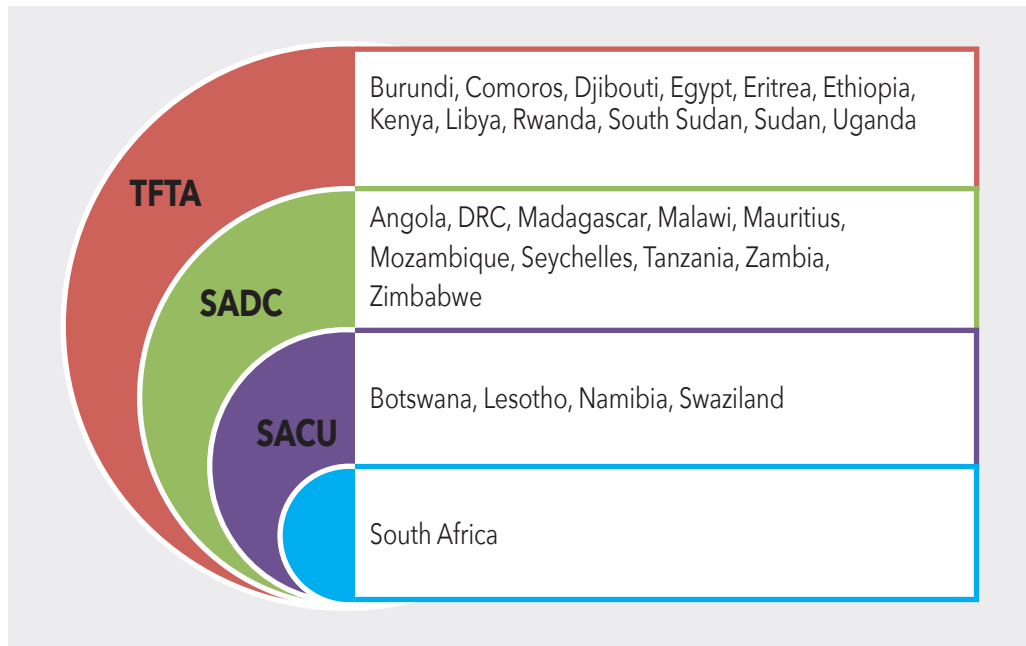 TFTA
Burundi, Comoros, Djibouti, Egypt, Eritrea, Ethiopia,
Kenya, Libya, Rwanda, South Sudan, Sudan, Uganda
SADC
Angola, DRC, Madagascar, Malawi, Mauritius,
Mozambique, Seychelles, Tanzania, Zambia,
Zimbabwe
SACU
Botswana, Lesotho, Namibia, Swaziland
South Africa